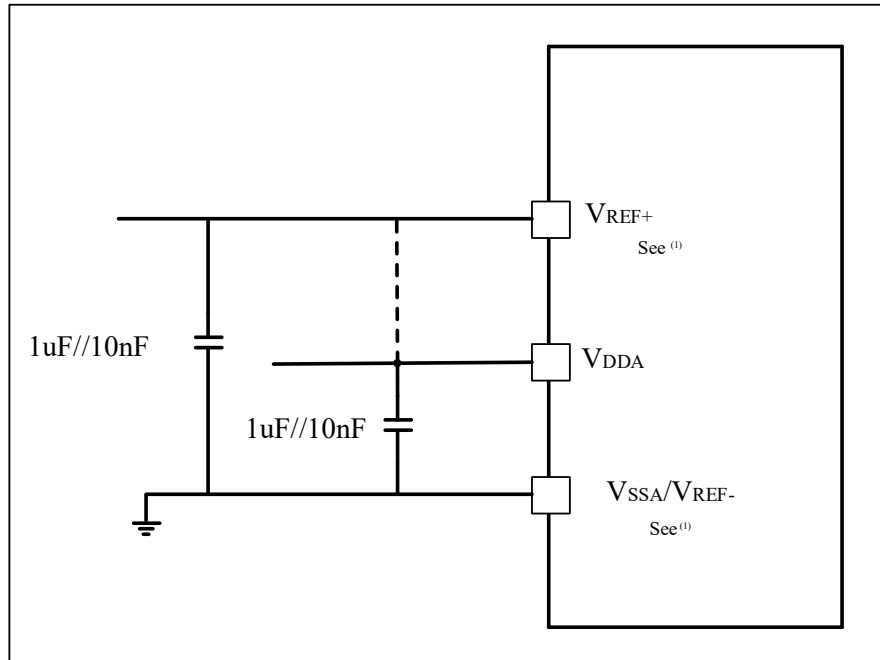 VREF+
See (1)
1uF//10nF
VDDA
1uF//10nF
VSSA/VREF-
See (1)